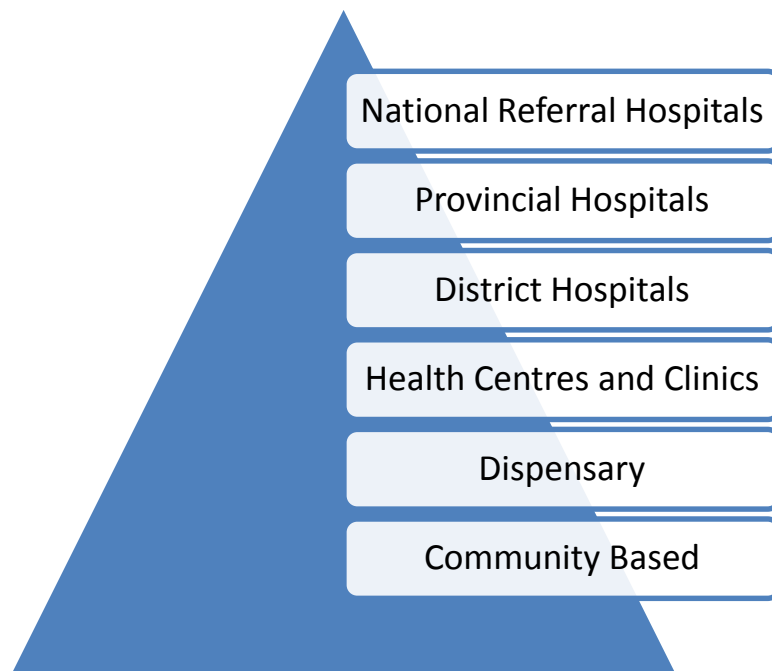 National Referral Hospitals
Provincial Hospitals
District Hospitals
Health Centres and Clinics
Dispensary
Community Based